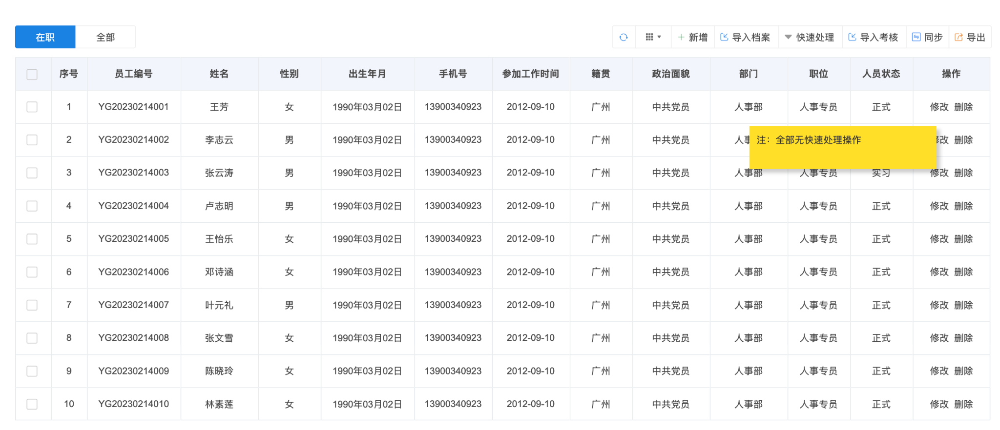 在职 全部 新增 导入档案 快速处理 导入考核 同步 导出
序号 员工编号 姓名 性别 出生年月 手机号 参加工作时间 籍贯 政治面貌 部门 职位 人员状态 操作
1 YG20230214001 王芳 女 1990年03月02日 13900340923 2012-09-10 广州 中共党员 人事部 人事专员 正式 修改 删除
2 YG20230214002 李志云 男 1990年03月02日 13900340923 2012-09-10 广州 中共党员 人事 注：全部无快速处理操作 修改 删除
3 YG20230214003 张云涛 男 1990年03月02日 13900340923 2012-09-10 广州 中共党员 人事部 人事专员 实习 修改 删除
4 YG20230214004 卢志明 男 1990年03月02日 13900340923 2012-09-10 广州 中共党员 人事部 人事专员 正式 修改 删除
5 YG20230214005 王怡乐 女 1990年03月02日 13900340923 2012-09-10 广州 中共党员 人事部 人事专员 正式 修改 删除
6 YG20230214006 邓诗涵 女 1990年03月02日 13900340923 2012-09-10 广州 中共党员 人事部 人事专员 正式 修改 删除
7 YG20230214007 叶元礼 男 1990年03月02日 13900340923 2012-09-10 广州 中共党员 人事部 人事专员 正式 修改 删除
8 YG20230214008 张文雪 女 1990年03月02日 13900340923 2012-09-10 广州 中共党员 人事部 人事专员 正式 修改 删除
9 YG20230214009 陈晓玲 女 1990年03月02日 13900340923 2012-09-10 广州 中共党员 人事部 人事专员 正式 修改 删除
10 YG20230214010 林素莲 女 1990年03月02日 13900340923 2012-09-10 广州 中共党员 人事部 人事专员 正式 修改 删除